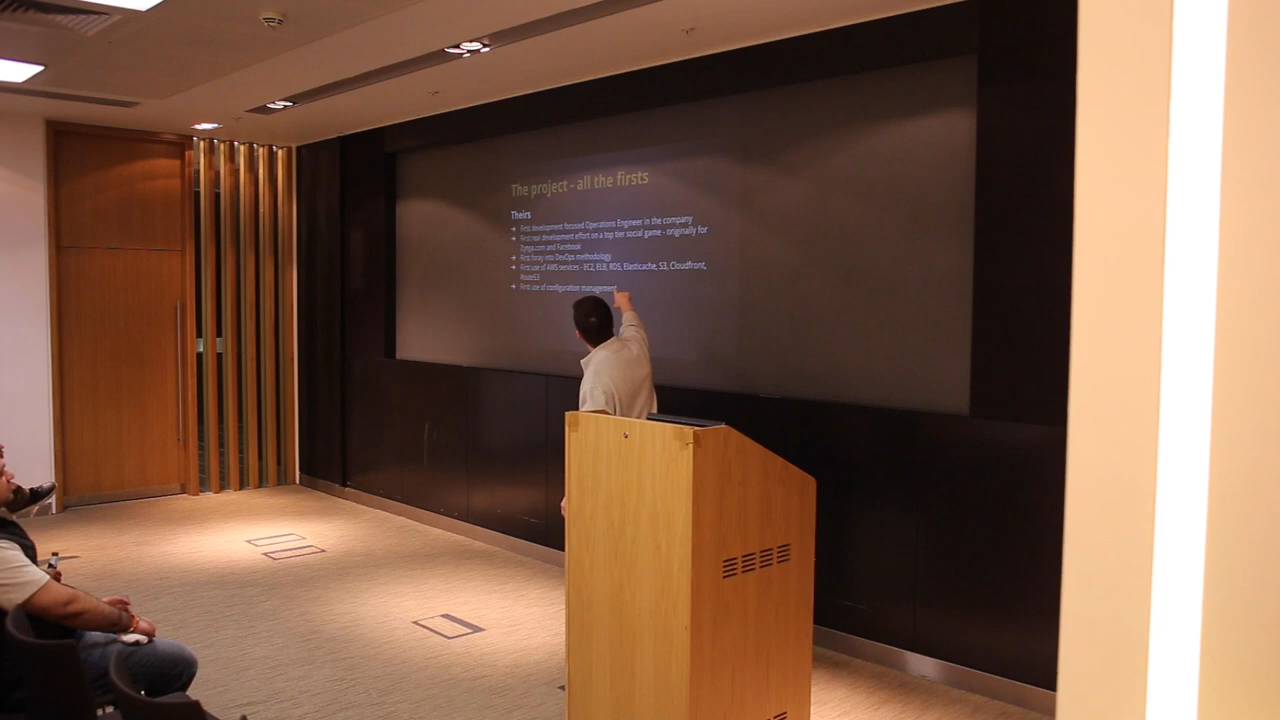 The project - all the firsts
Theirs
→ First development focused Operations Engineer in the company
→ First real development effort on a top tier social game - originally for
Zynga.com and Facebook
→ First foray into DevOps methodology
→ First use of AWS services - EC2, ELB, RDS, Elasticache, S3, Cloudfront,
Route53
→ First use of configuration management